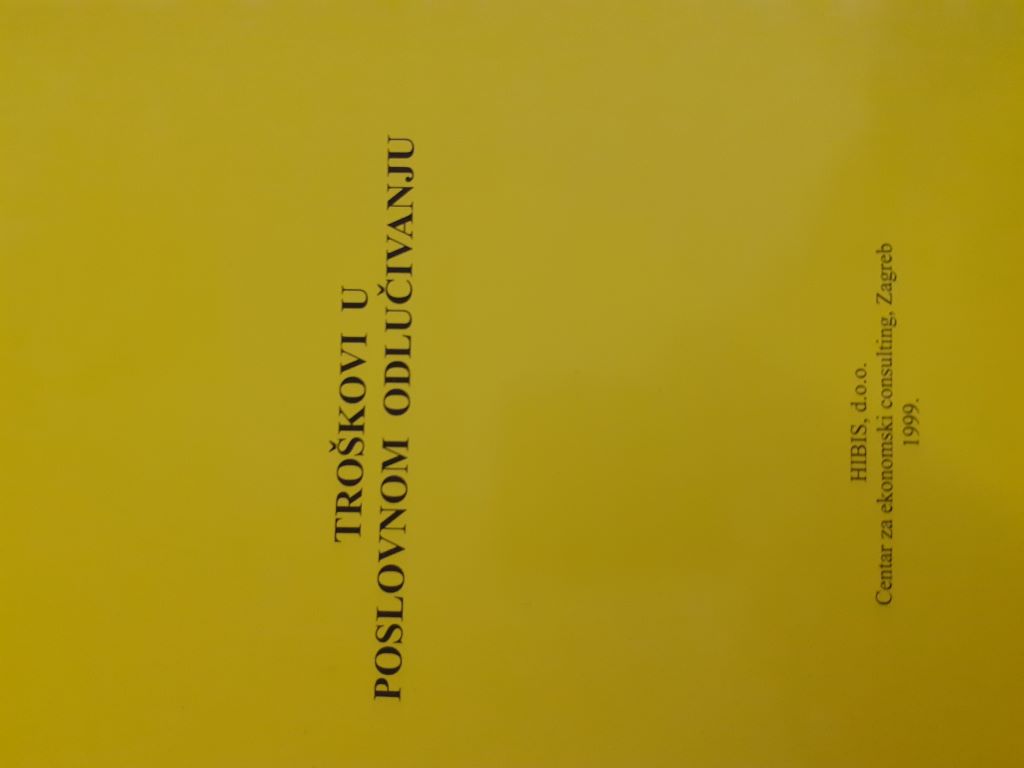 TROŠKOVI U
POSLOVNOM ODLUČIVANJU
HIBIS, d.o.o.
Centar za ekonomski consulting, Zagreb
1999.